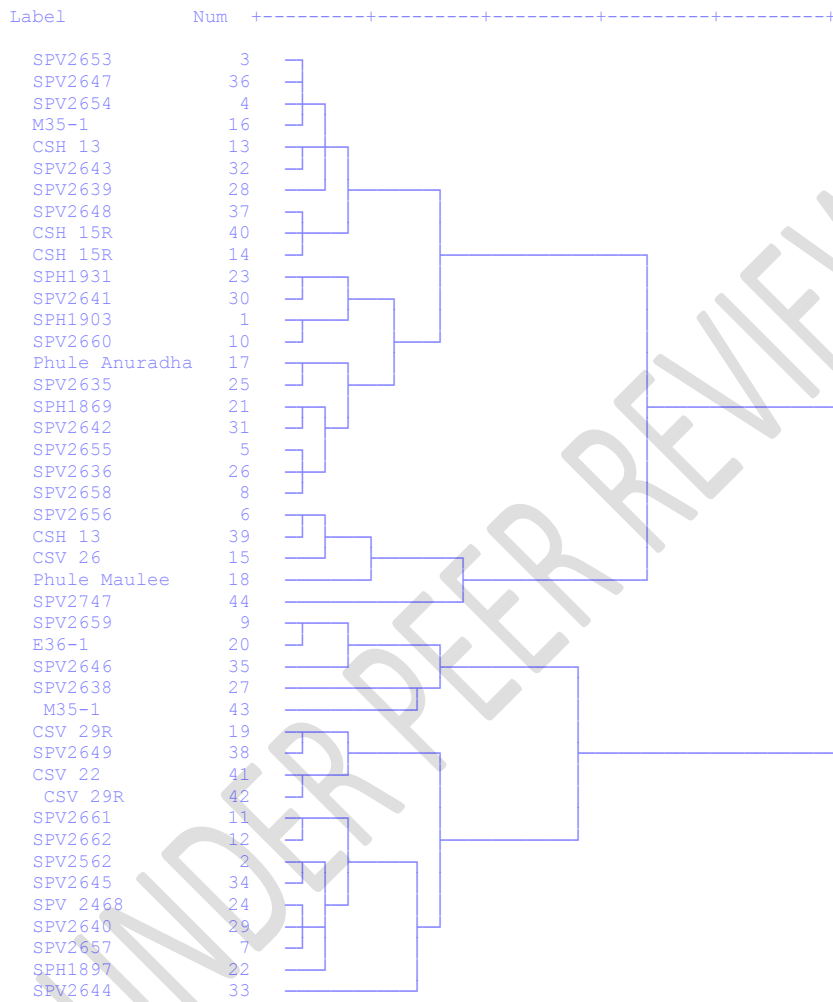 Label Num +---------+---------+---------+---------+---------+
SPV2653 3
SPV2647 36
SPV2654 4
M35-1 16
CSH 13 13
SPV2643 32
SPV2639 28
SPV2648 37
CSH 15R 40
CSH 15R 14
SPH1931 23
SPV2641 30
SPH1903 1
SPV2660 10
Phule Anuradha 17
SPV2635 25
SPH1869 21
SPV2642 31
SPV2655 5
SPV2636 26
SPV2658 8
SPV2656 6
CSH 13 39
CSV 26 15
Phule Maulee 18
SPV2747 44
SPV2659 9
E36-1 20
SPV2646 35
SPV2638 27
M35-1 43
CSV 29R 19
SPV2649 38
CSV 22 41
CSV 29R 42
SPV2661 11
SPV2662 12
SPV2562 2
SPV2645 34
SPV 2468 24
SPV2640 29
SPV2657 7
SPH1897 22
SPV2644 33
UNDER PEER REVIEW